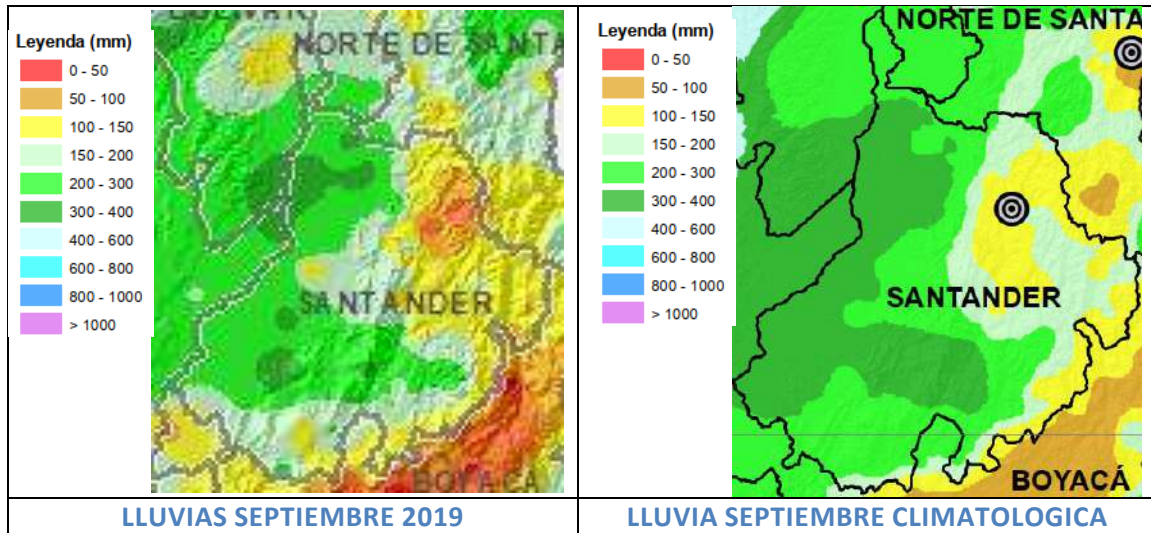 Leyenda (mm)
0 - 50
50 - 100
100 - 150
150 - 200
200 - 300
300 - 400
400 - 600
600 - 800
800 - 1000
> 1000
NORTE DE SANTA
SANTANDER
BOYACÁ
LLUVIAS SEPTIEMBRE 2019
Leyenda (mm)
0 - 50
50 - 100
100 - 150
150 - 200
200 - 300
300 - 400
400 - 600
600 - 800
800 - 1000
> 1000
NORTE DE SANTA
SANTANDER
BOYACÁ
LLUVIA SEPTIEMBRE CLIMATOLOGICA